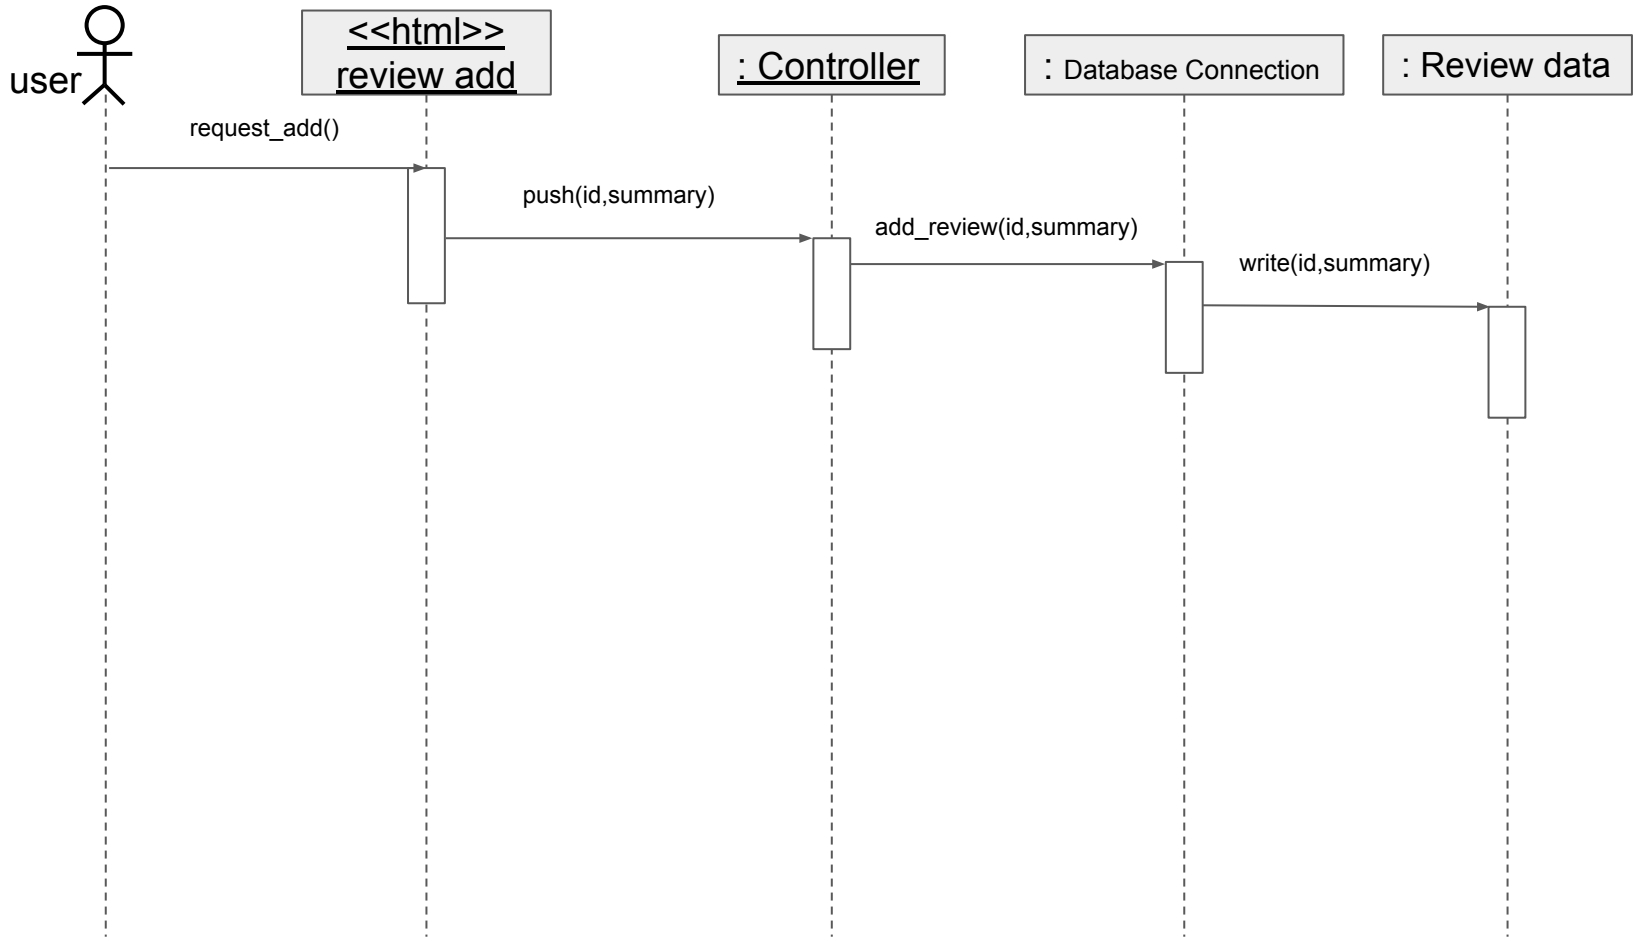 user
<<html>>
review add
: Controller
: Database Connection
: Review data
request_add()
push(id,summary)
add_review(id,summary)
write(id,summary)